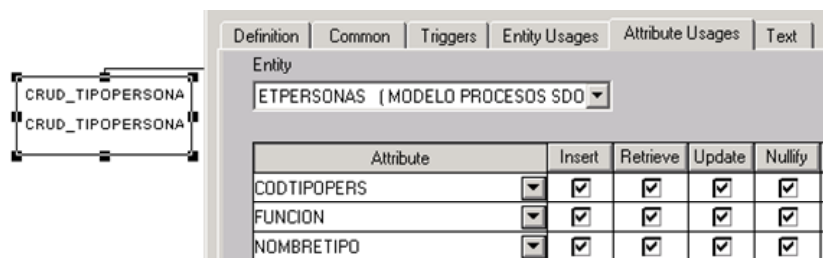 Definition Common Triggers Entity Usages Attribute Usages Text
Entity
CRUD_TIPOPERSONA
CRUD_TIPOPERSONA
ETPERSONAS (MODELO PROCESOS SDO
Attribute Insert Retrieve Update Nullify
CODTIPOPERS
FUNCION
NOMBRETIPO